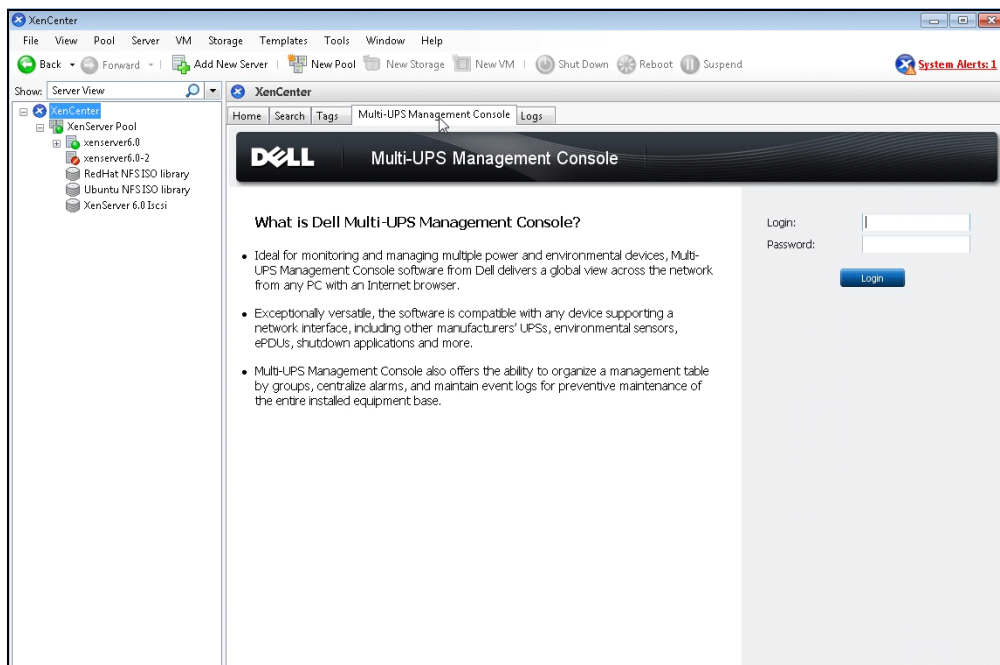 XenCenter
File View Pool Server VM Storage Templates Tools Window Help
Back Forward Add New Server New Pool New Storage New VM Shut Down Reboot Suspend System Alerts: 1
Show: Server View
XenCenter
XenCenter
XenServer Pool
xenserver6.0
xenserver6.0-2
RedHat NFS ISO library
Ubuntu NFS ISO library
XenServer 6.0 Iscsi
Home Search Tags Multi-UPS Management Console Logs
DELL Multi-UPS Management Console
What is Dell Multi-UPS Management Console?
• Ideal for monitoring and managing multiple power and environmental devices, Multi-
UPS Management Console software from Dell delivers a global view across the network
from any PC with an Internet browser.
• Exceptionally versatile, the software is compatible with any device supporting a
network interface, including other manufacturers' UPSs, environmental sensors,
ePDUs, shutdown applications and more.
• Multi-UPS Management Console also offers the ability to organize a management table
by groups, centralize alarms, and maintain event logs for preventive maintenance of
the entire installed equipment base.
Login:
Password:
Login